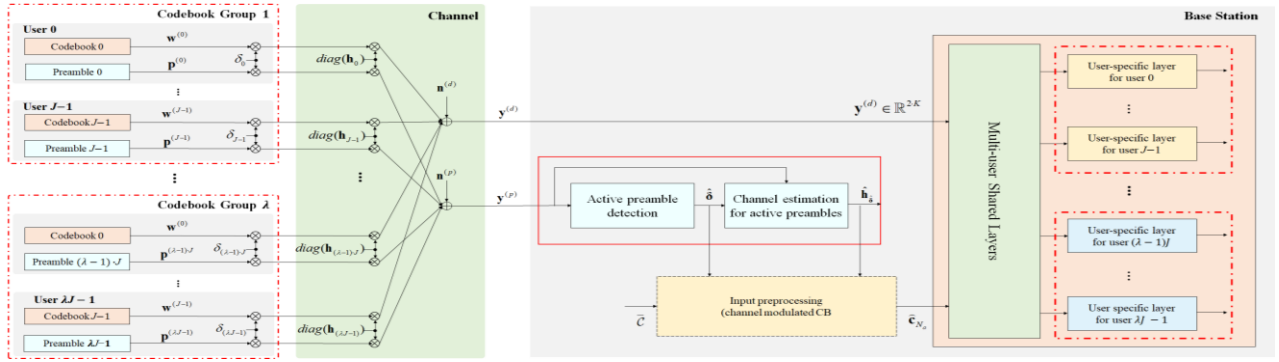 Codebook Group 1
User 0
Codebook 0
w^(0)
Preamble 0
p^(0)
δ_0
⋮
User J−1
Codebook J−1
w^(J-1)
Preamble J−1
p^(J-1)
δ_J-1
⋮
Codebook Group λ
Codebook 0
w^(0)
Preamble (λ − 1) ·J
p^(λ-1)·J
δ_(λ-1)·J
⋮
User λJ − 1
Codebook J−1
w^(J-1)
Preamble λJ−1
p^(λJ-1)
δ_(λJ-1)
Channel
diag(h_0)
n^(d)
diag(h_J-1)
⋮
n^(p)
diag(h_(λ-1)·J)
diag(h_(λJ-1))
y^(d)
y^(p)
Base Station
y^(d) ∈ ℝ^2·K
Active preamble
detection
δ̂
Channel estimation
for active preambles
ĥ_δ̂
Input preprocessing
(channel modulated CB
Multi-user Shared Layers
User-specific layer
for user 0
⋮
User-specific layer
for user J−1
⋮
User-specific layer
for user (λ − 1)J
⋮
User specific layer
for user λJ − 1